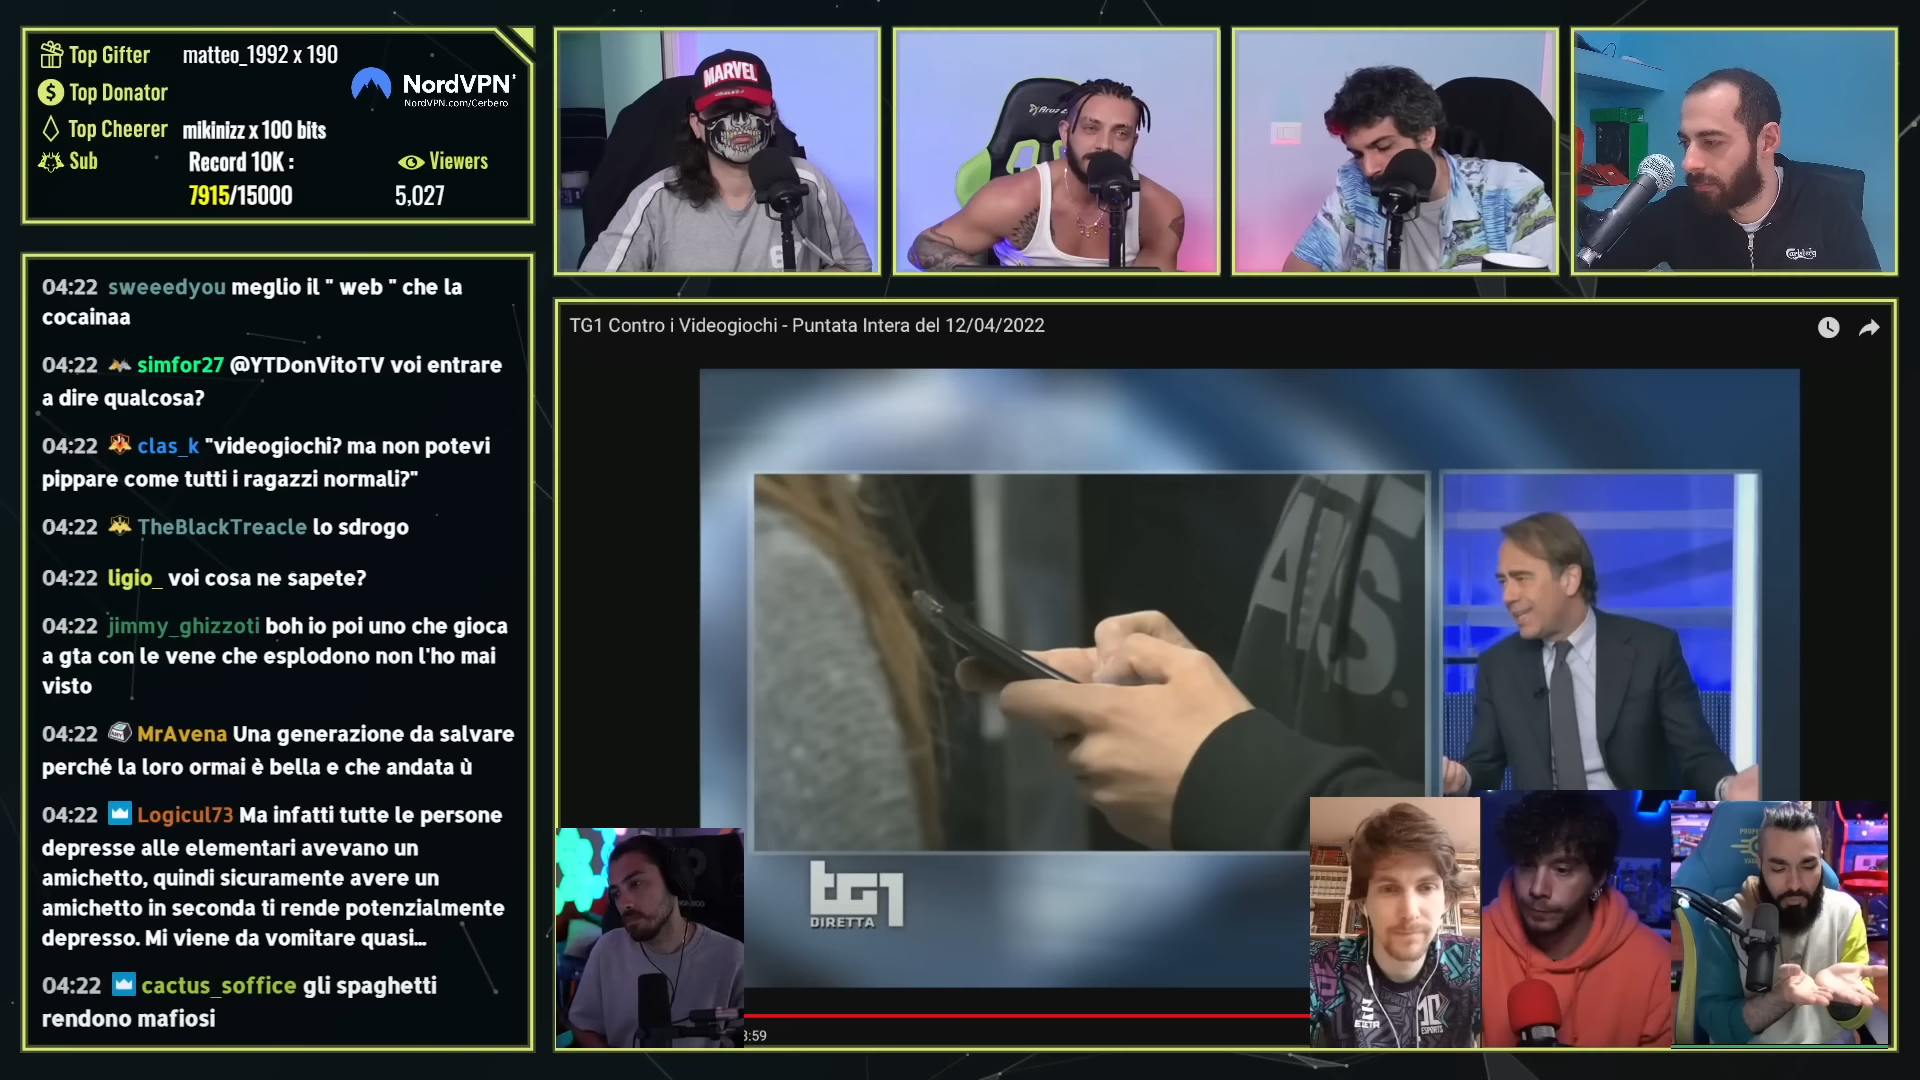 Top Gifter matteo_1992 x 190
Top Donator
Top Cheerer mikinizz x 100 bits
Sub Record 10K : Viewers
7915/15000 5,027
NordVPN'
NordVPN.com/Cerbero
04:22 sweeedyou meglio il " web " che la
cocainaa
04:22 simfor27 @YTDonVitoTV voi entrare
a dire qualcosa?
04:22 clas_k "videogiochi? ma non potevi
pippare come tutti i ragazzi normali?"
04:22 TheBlackTreacle lo sdrogo
04:22 ligio_ voi cosa ne sapete?
04:22 jimmy_ghizzoti boh io poi uno che gioca
a gta con le vene che esplodono non l'ho mai
visto
04:22 MrAvena Una generazione da salvare
perché la loro ormai è bella e che andata ù
04:22 Logicul73 Ma infatti tutte le persone
depresse alle elementari avevano un
amichetto, quindi sicuramente avere un
amichetto in seconda ti rende potenzialmente
depresso. Mi viene da vomitare quasi...
04:22 cactus_soffice gli spaghetti
rendono mafiosi
MARVEL
Carlsberg
TG1 Contro i Videogiochi - Puntata Intera del 12/04/2022
tg1
DIRETTA
3:59
ESPORTS